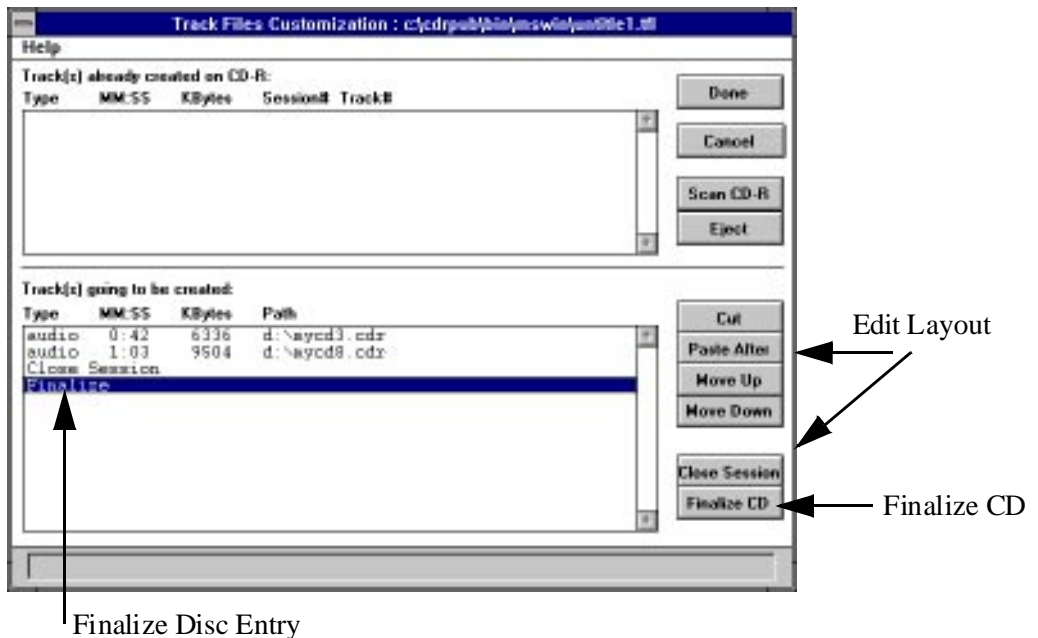 Track Files Customization : c:\cdrpub\bin\mswin\untitle1.tfl
Help
Track(s) already created on CD-R:
Type MM:SS KBytes Session# Track#
Done
Cancel
Scan CD-R
Eject
Track(s) going to be created:
Type MM:SS KBytes Path
audio 0:42 6336 d:\mycd3.cdr
audio 1:03 9504 d:\mycd8.cdr
Close Session
Finalize
Cut
Paste After
Move Up
Move Down
Close Session
Finalize CD
Edit Layout
Finalize CD
Finalize Disc Entry